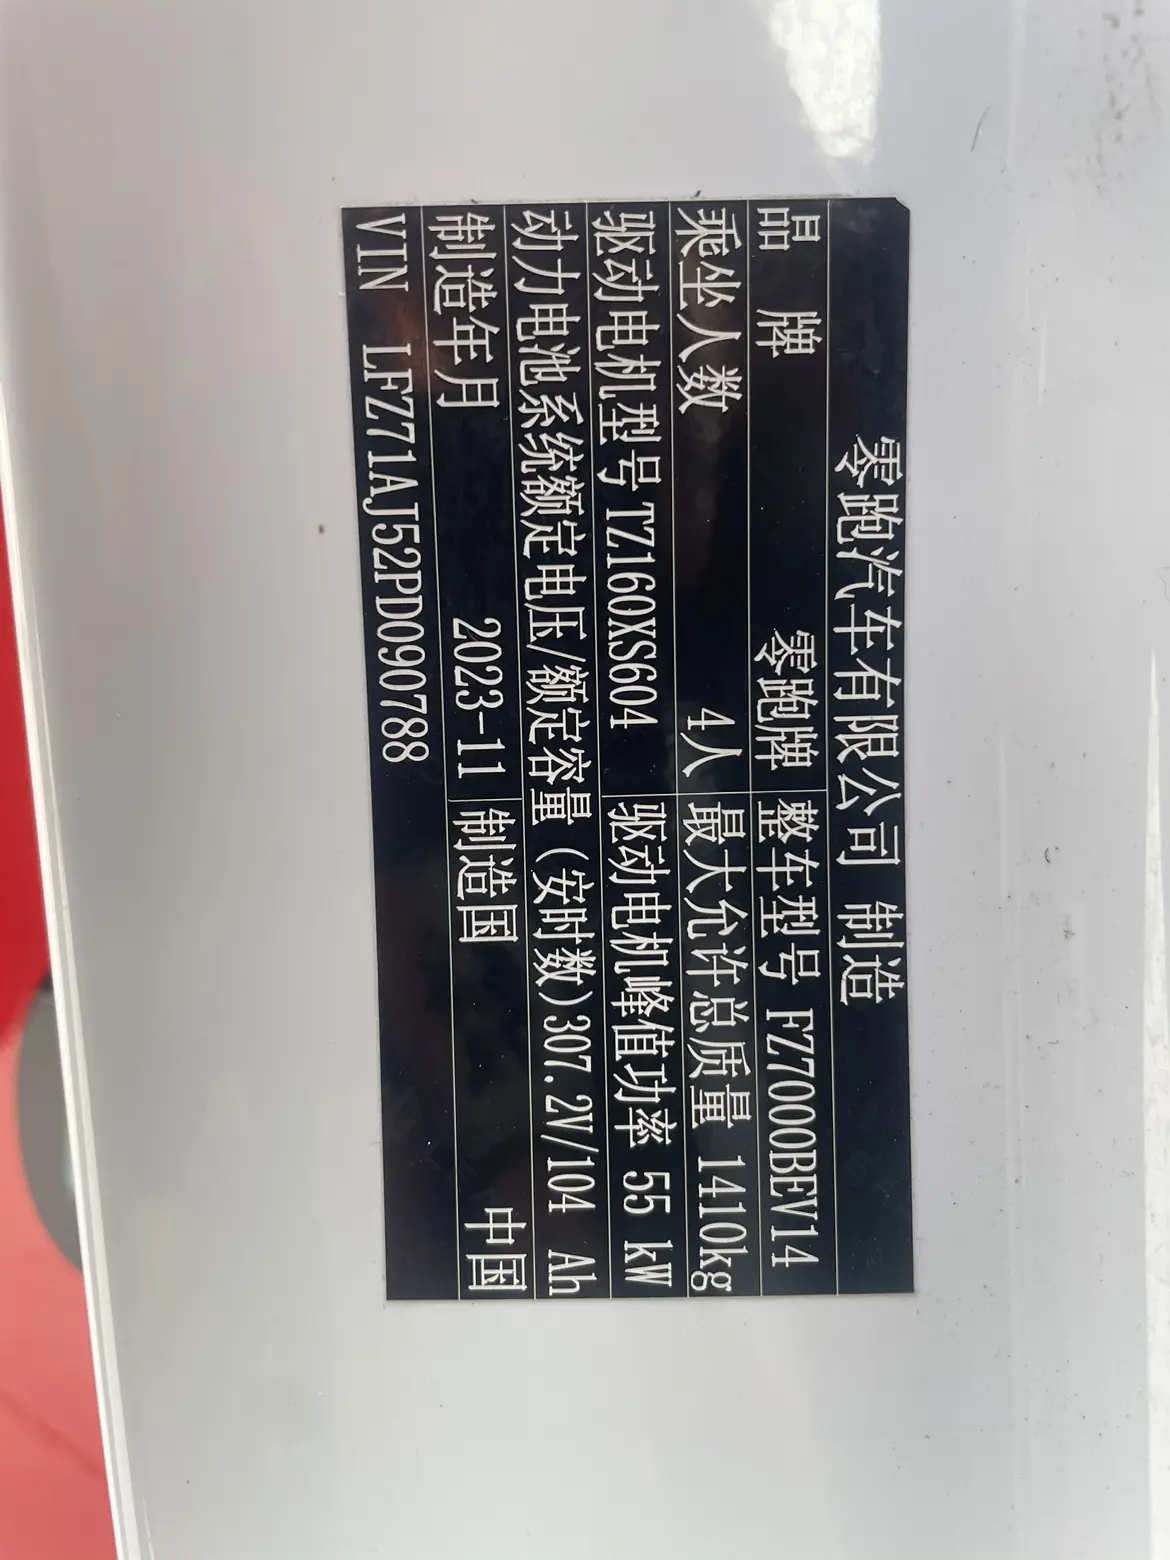 零跑汽车有限公司 制造
品 牌 零跑牌 整车型号 FZ7000BEV14
乘坐人数 4人 最大允许总质量 1410kg
驱动电机型号 TZ160XS604 驱动电机峰值功率 55 kW
动力电池系统额定电压/额定容量（安时数)307.2V/104 Ah
制造年月 2023-11 制造国 中国
VIN LFZ71AJ52PD090788